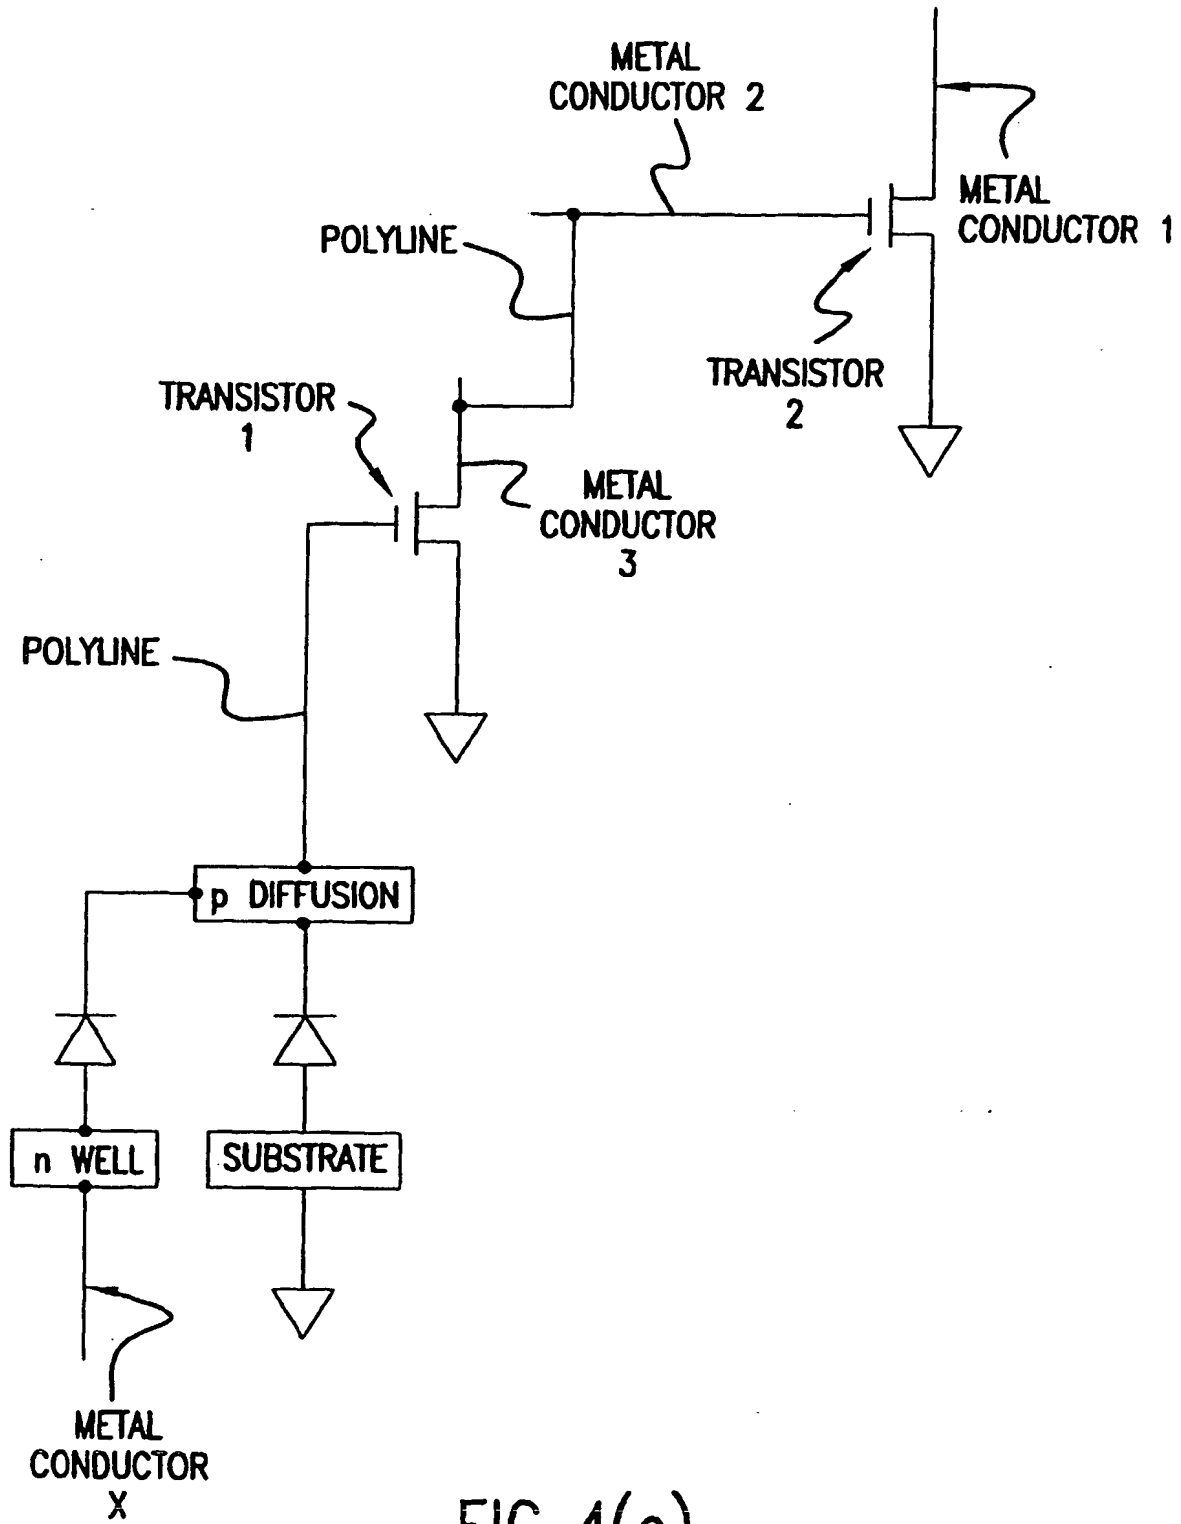 METAL
CONDUCTOR 2
METAL
CONDUCTOR 1
POLYLINE
TRANSISTOR
2
TRANSISTOR
1
METAL
CONDUCTOR
3
POLYLINE
p DIFFUSION
n WELL
SUBSTRATE
METAL
CONDUCTOR
X